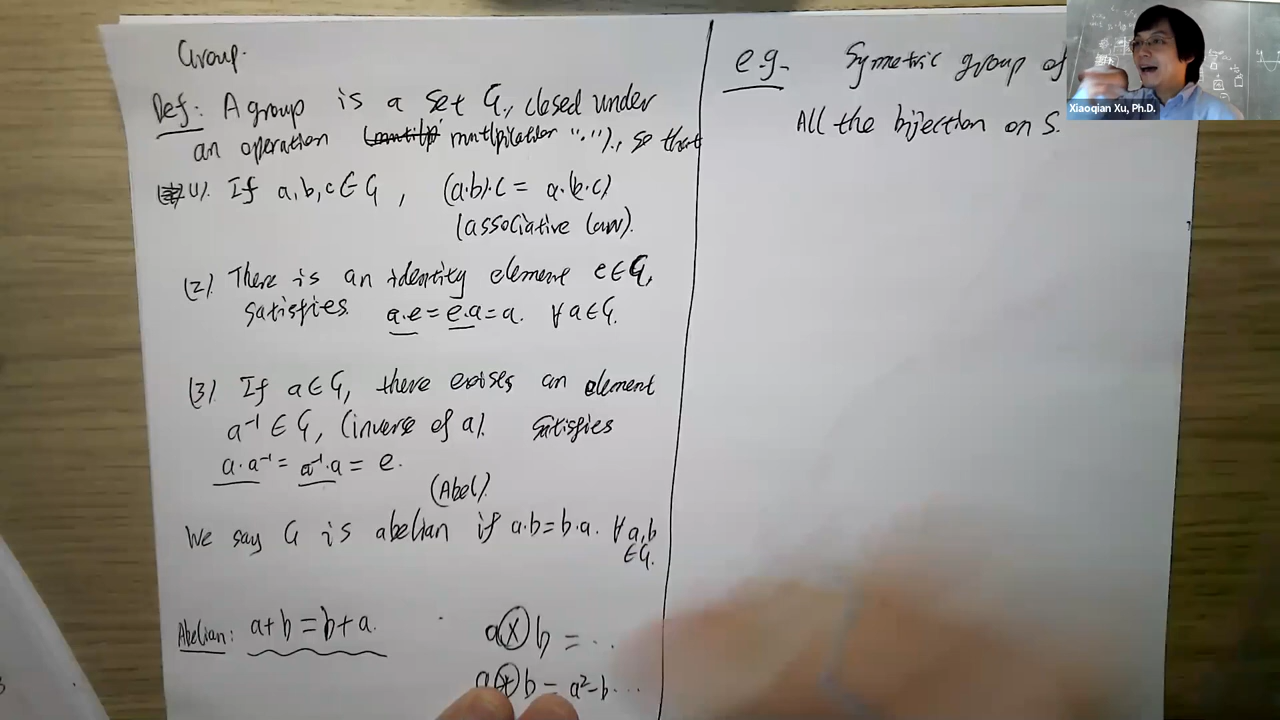 Group.
Def: A group is a set G, closed under
an operation multiplication "·"), so that
(1). If a, b, c ∈ G, (a·b)·c = a·(b·c)
(associative law).
(2). There is an identity element e ∈ G,
satisfies. a·e = e·a = a. ∀ a ∈ G.
(3). If a ∈ G, there exists an element
a⁻¹ ∈ G, (inverse of a). satisfies
a·a⁻¹ = a⁻¹·a = e.
(Abel).
We say G is abelian if a·b = b·a. ∀ a, b
∈ G.
Abelian: a+b = b+a.
a ⊗ b = ...
b = a²-b ...
e.g. Symetric group of
All the bijection on S.
Xiaoqian Xu, Ph.D.